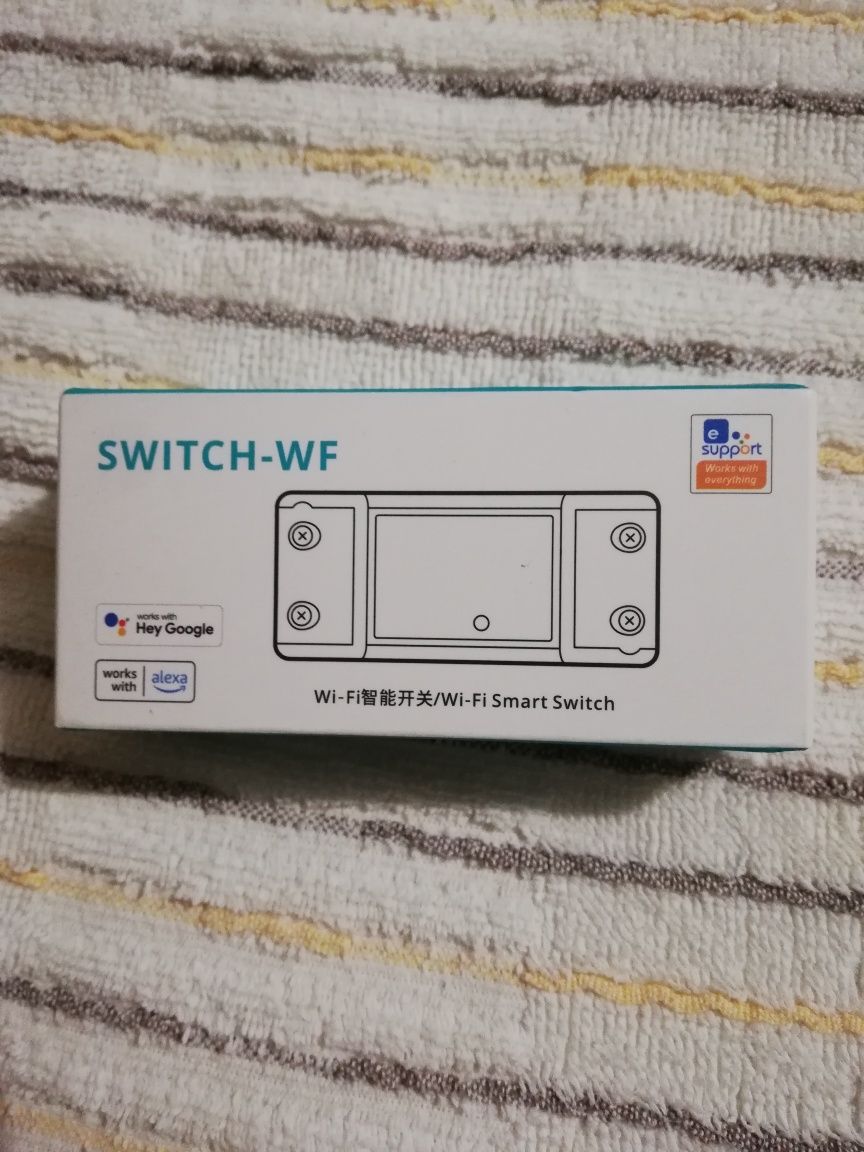 SWITCH-WF
e
support
Works with
everything
works with
Hey Google
works
with
alexa
Wi-Fi智能开关/Wi-Fi Smart Switch